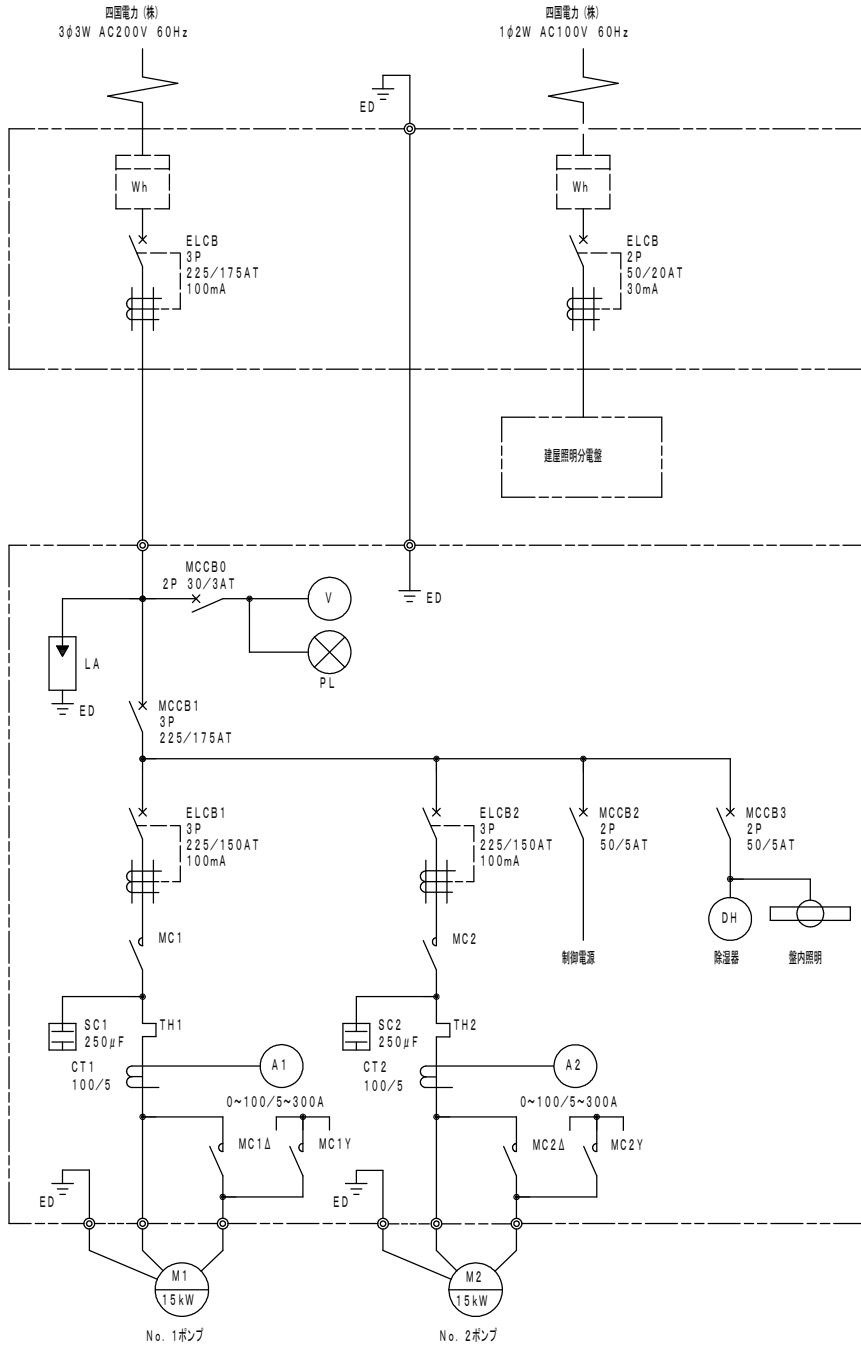 四国電力（株）
3φ3W AC200V 60Hz
四国電力（株）
1φ2W AC100V 60Hz
ED
Wh
Wh
ELCB
3P
225/175AT
100mA
ELCB
2P
50/20AT
30mA
建屋照明分電盤
MCCB0
2P 30/3AT
V
ED
LA
PL
ED
MCCB1
3P
225/175AT
ELCB1
3P
225/150AT
100mA
ELCB2
3P
225/150AT
100mA
MCCB2
2P
50/5AT
MCCB3
2P
50/5AT
MC1
MC2
DH
制御電源
除湿器
盤内照明
SC1
250μF
TH1
SC2
250μF
TH2
CT1
100/5
A1
CT2
100/5
A2
0~100/5~300A
0~100/5~300A
MC1Δ
MC1Y
MC2Δ
MC2Y
ED
ED
M1
15kW
M2
15kW
No. 1ポンプ
No. 2ポンプ